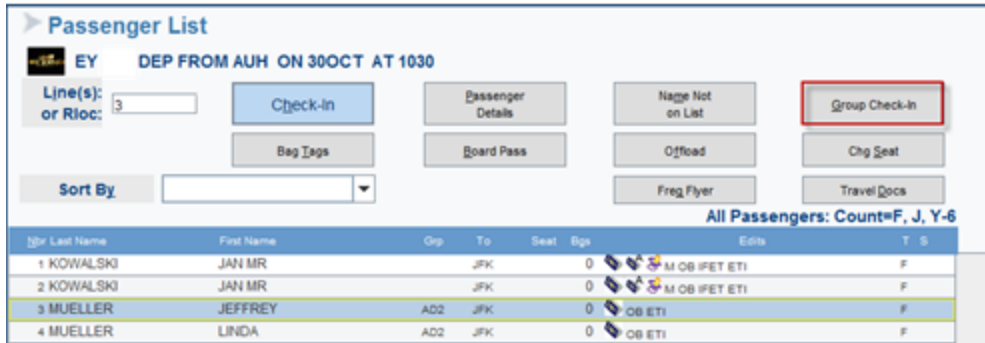 Passenger List
EY DEP FROM AUH ON 30OCT AT 1030
Line(s): or Rloc: 3 Check-In Passenger Details Name Not on List Group Check-In
Bag Tags Board Pass Offload Chg Seat
Sort By Freq Flyer Travel Docs
All Passengers: Count=F, J, Y-6
Nbr Last Name First Name Grp To Seat Bgs Edits T S
1 KOWALSKI JAN MR JFK 0 M OB IFET ETI F
2 KOWALSKI JAN MR JFK 0 M OB IFET ETI F
3 MUELLER JEFFREY AD2 JFK 0 OB ETI F
4 MUELLER LINDA AD2 JFK 0 OB ETI F